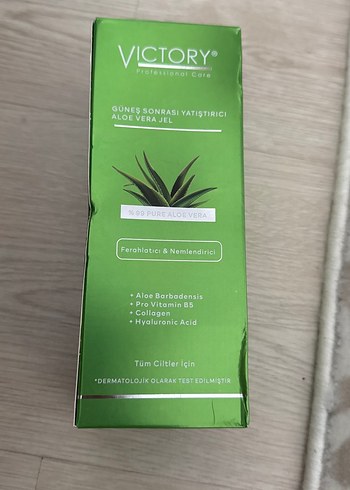 VICTORY®
Professional Care
GÜNEŞ SONRASI YATIŞTIRICI
ALOE VERA JEL
%99 PURE ALOE VERA
Ferahlatıcı & Nemlendirici
• Aloe Barbadensis
• Pro Vitamin B5
• Collagen
• Hyaluronic Acid
Tüm Ciltler İçin
*DERMATOLOJİK OLARAK TEST EDİLMİŞTİR